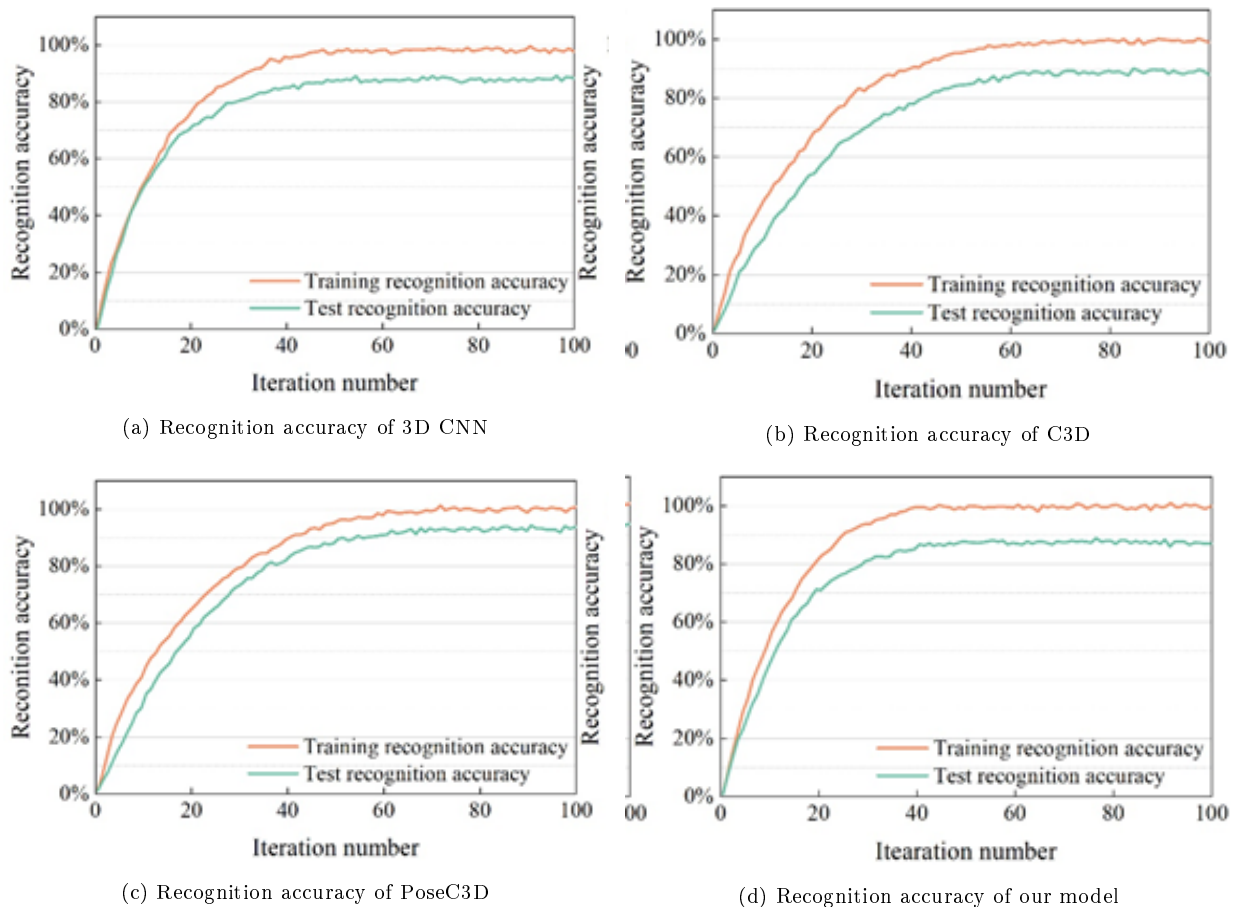 100%
80%
60%
40%
20%
0%
Recognition accuracy
Training recognition accuracy
Test recognition accuracy
0 20 40 60 80 100
Iteration number
(a) Recognition accuracy of 3D CNN
Recognition accuracy
00
100%
80%
60%
40%
20%
0%
Recognition accuracy
Training recognition accuracy
Test recognition accuracy
0 20 40 60 80 100
Iteration number
(b) Recognition accuracy of C3D
100%
80%
60%
40%
20%
0%
Reconition accuracy
Training recognition accuracy
Test recognition accuracy
0 20 40 60 80 100
Iteration number
(c) Recognition accuracy of PoseC3D
Recognition accuracy
00
100%
80%
60%
40%
20%
0%
Recognition accuracy
Training recognition accuracy
Test recognition accuracy
0 20 40 60 80 100
Itearation number
(d) Recognition accuracy of our model